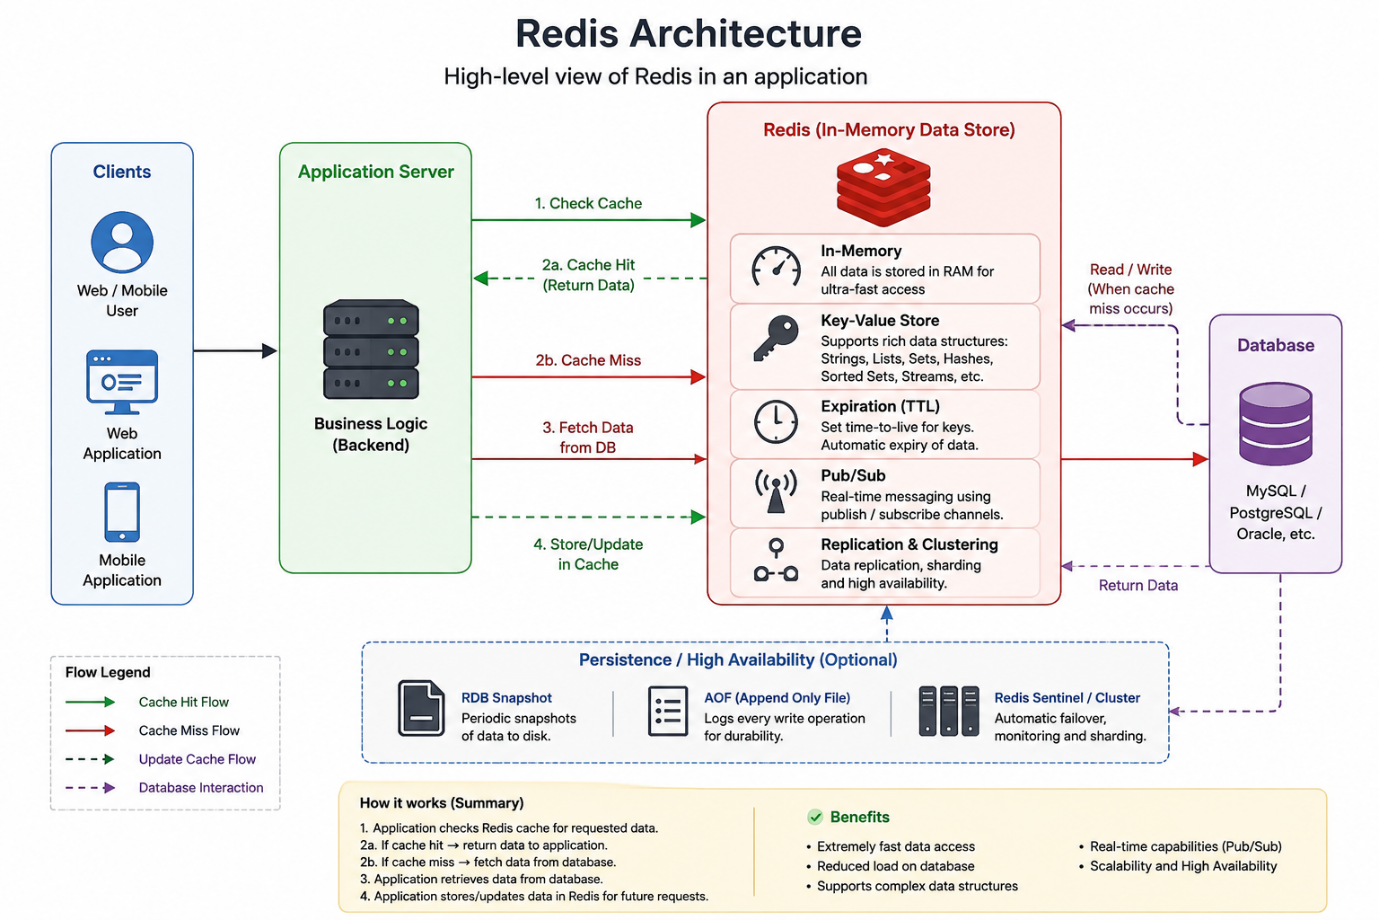 Redis Architecture
High-level view of Redis in an application
Clients
Web / Mobile
User
Web
Application
Mobile
Application
Application Server
Business Logic
(Backend)
1. Check Cache
2a. Cache Hit
(Return Data)
2b. Cache Miss
3. Fetch Data
from DB
4. Store/Update
in Cache
Redis (In-Memory Data Store)
In-Memory
All data is stored in RAM for
ultra-fast access
Key-Value Store
Supports rich data structures:
Strings, Lists, Sets, Hashes,
Sorted Sets, Streams, etc.
Expiration (TTL)
Set time-to-live for keys.
Automatic expiry of data.
Pub/Sub
Real-time messaging using
publish / subscribe channels.
Replication & Clustering
Data replication, sharding
and high availability.
Read / Write
(When cache
miss occurs)
Return Data
Database
MySQL /
PostgreSQL /
Oracle, etc.
Persistence / High Availability (Optional)
RDB Snapshot
Periodic snapshots
of data to disk.
AOF (Append Only File)
Logs every write operation
for durability.
Redis Sentinel / Cluster
Automatic failover,
monitoring and sharding.
Flow Legend
Cache Hit Flow
Cache Miss Flow
Update Cache Flow
Database Interaction
How it works (Summary)
1. Application checks Redis cache for requested data.
2a. If cache hit → return data to application.
2b. If cache miss → fetch data from database.
3. Application retrieves data from database.
4. Application stores/updates data in Redis for future requests.
Benefits
• Extremely fast data access
• Reduced load on database
• Supports complex data structures
• Real-time capabilities (Pub/Sub)
• Scalability and High Availability